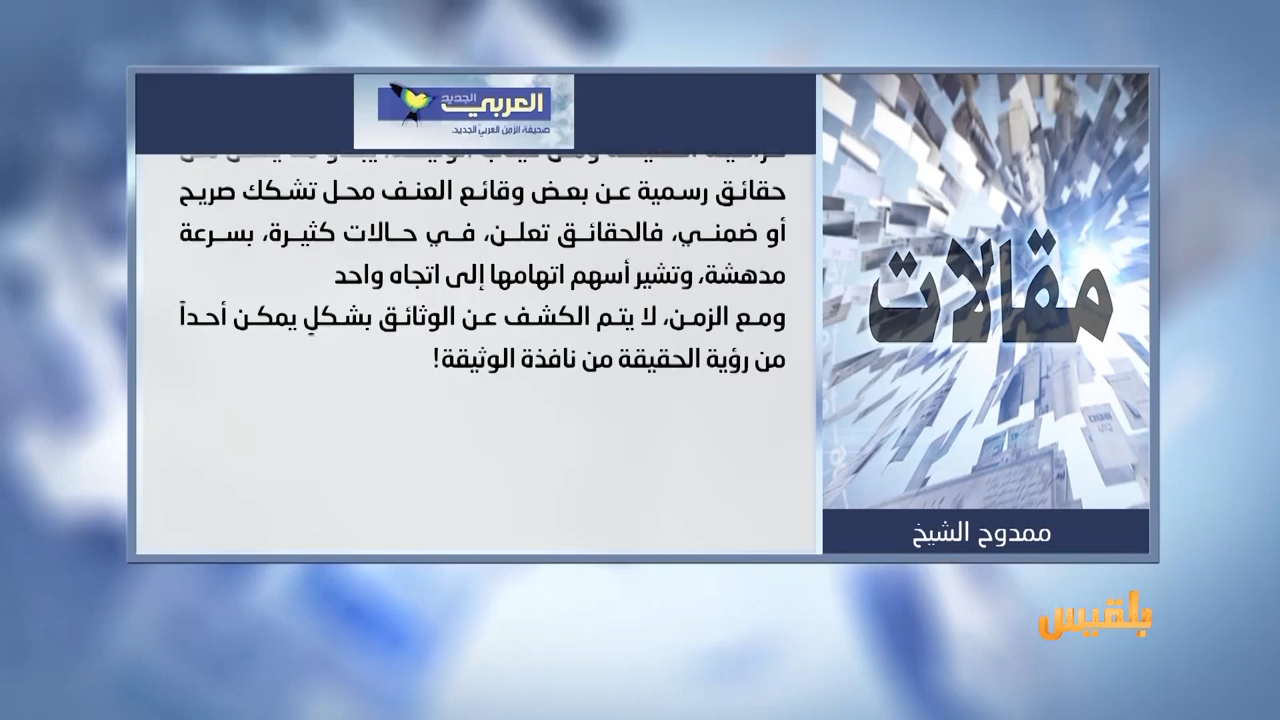 العربي الجديد
صحيفة الزمن العربي الجديد.
حقائق رسمية عن بعض وقائع العنف محل تشكك صريح
أو ضمني، فالحقائق تعلن، في حالات كثيرة، بسرعة
مدهشة، وتشير أسهم اتهامها إلى اتجاه واحد
ومع الزمن، لا يتم الكشف عن الوثائق بشكلٍ يمكن أحداً
من رؤية الحقيقة من نافذة الوثيقة!
مقالات
ممدوح الشيخ
بلقيس